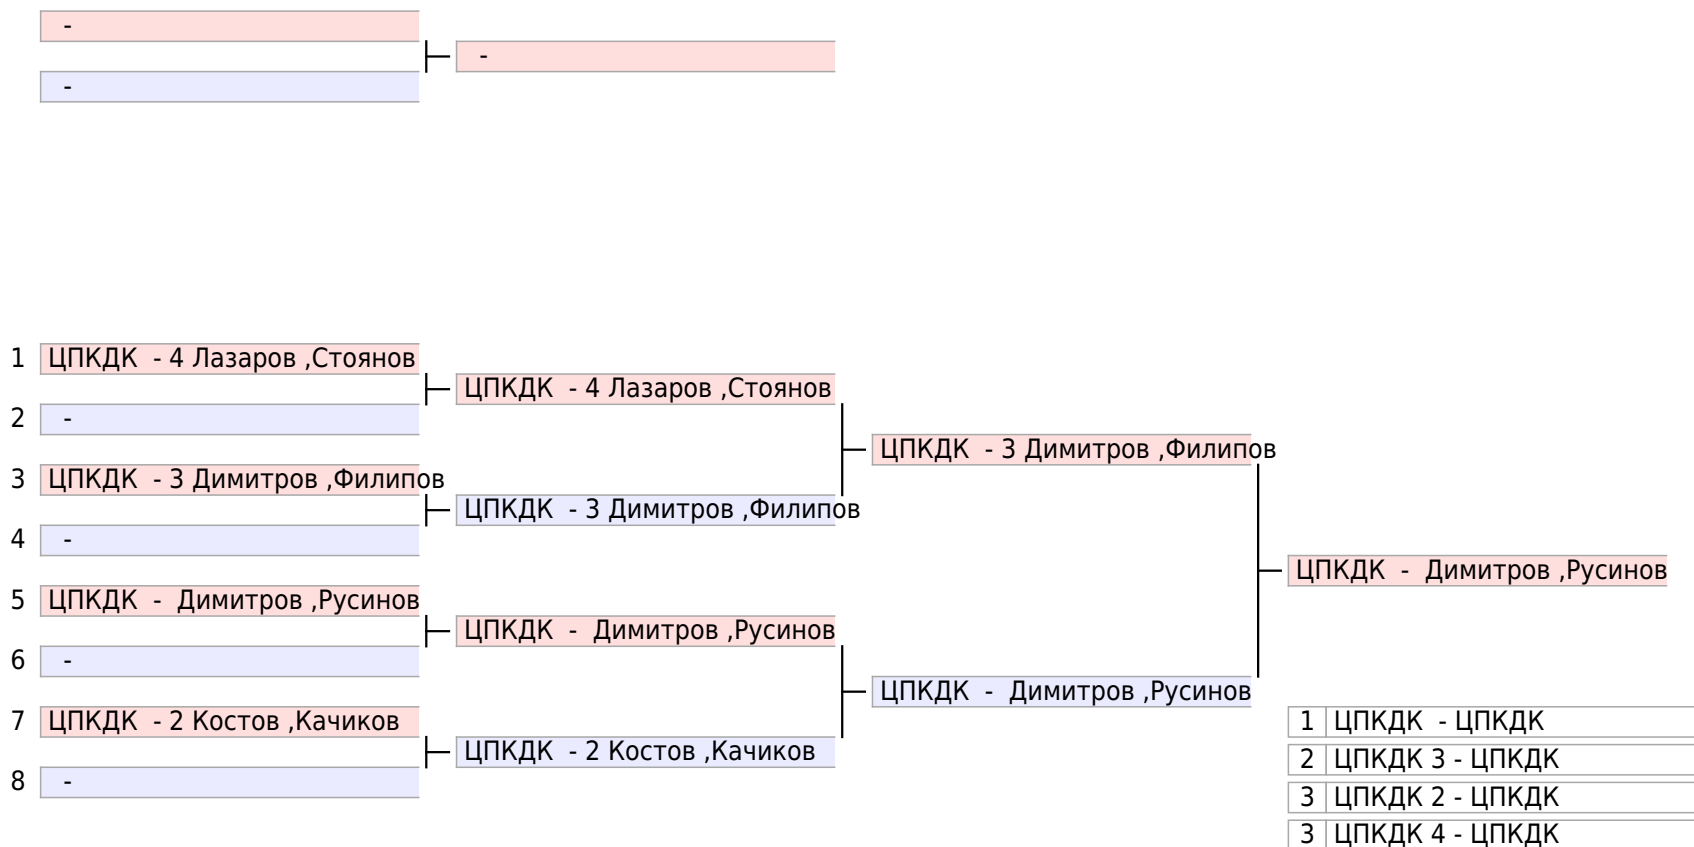 -
-
-
1 ЦПКДК - 4 Лазаров ,Стоянов
ЦПКДК - 4 Лазаров ,Стоянов
2 -
ЦПКДК - 3 Димитров ,Филипов
3 ЦПКДК - 3 Димитров ,Филипов
ЦПКДК - 3 Димитров ,Филипов
4 -
ЦПКДК - Димитров ,Русинов
5 ЦПКДК - Димитров ,Русинов
ЦПКДК - Димитров ,Русинов
6 -
ЦПКДК - Димитров ,Русинов
7 ЦПКДК - 2 Костов ,Качиков
ЦПКДК - 2 Костов ,Качиков
8 -
1 ЦПКДК - ЦПКДК
2 ЦПКДК 3 - ЦПКДК
3 ЦПКДК 2 - ЦПКДК
3 ЦПКДК 4 - ЦПКДК